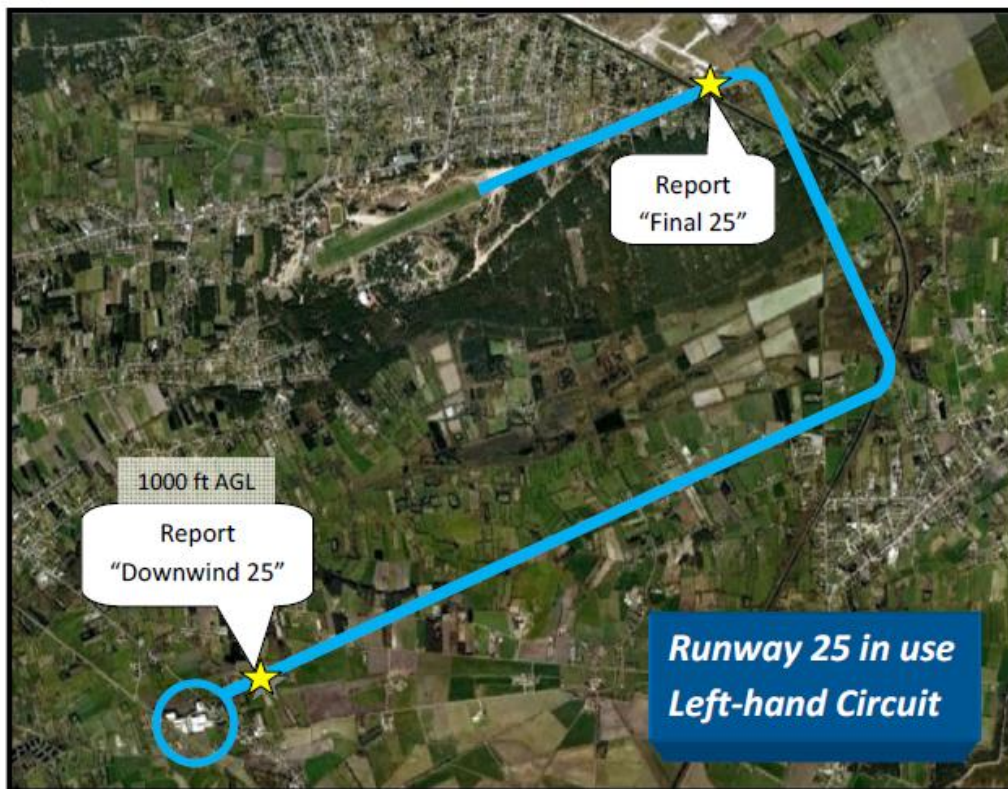 Report
“Final 25”
1000 ft AGL
Report
“Downwind 25”
Runway 25 in use
Left-hand Circuit